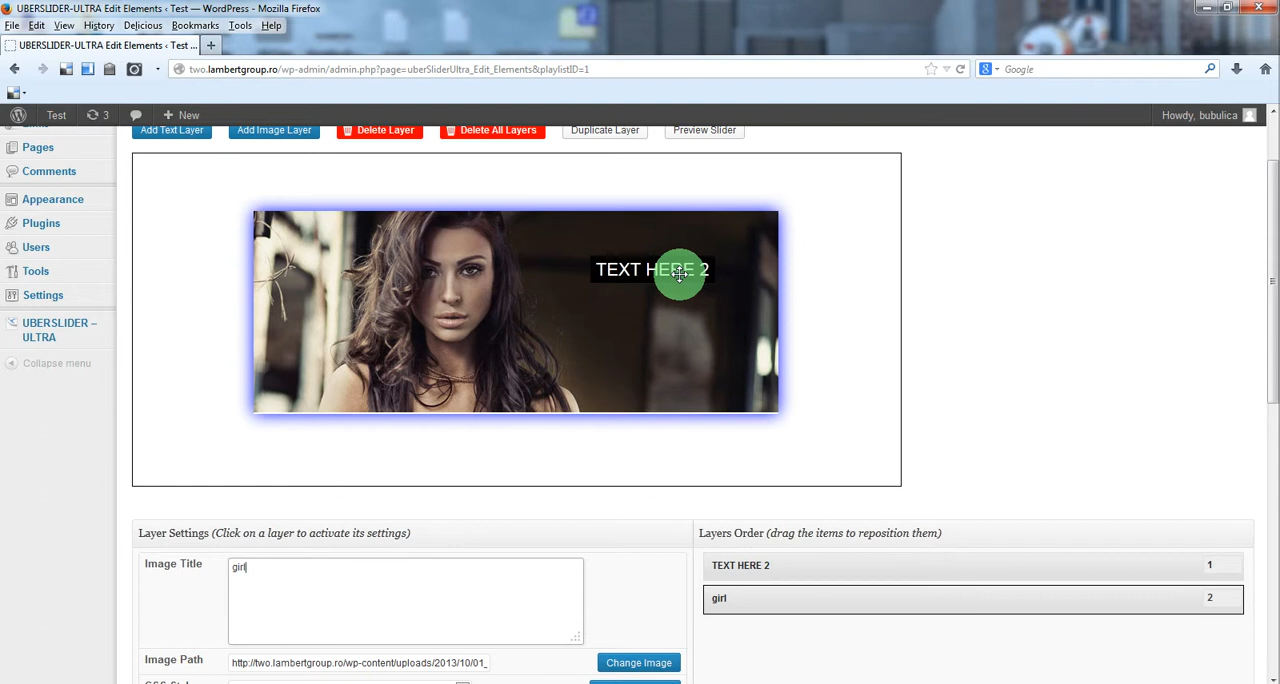 UBERSLIDER-ULTRA Edit Elements ‹ Test — WordPress - Mozilla Firefox
File Edit View History Delicious Bookmarks Tools Help
UBERSLIDER-ULTRA Edit Elements ‹ Test ...
two.lambertgroup.ro/wp-admin/admin.php?page=uberSliderUltra_Edit_Elements&playlistID=1
Google
Test 3 New Howdy, bubulica
Add Text Layer Add Image Layer Delete Layer Delete All Layers Duplicate Layer Preview Slider
Pages
Comments
Appearance
Plugins
Users
Tools
Settings
UBERSLIDER –
ULTRA
Collapse menu
TEXT HERE 2
Layer Settings (Click on a layer to activate its settings)
Layers Order (drag the items to reposition them)
Image Title
girl
TEXT HERE 2 1
girl 2
Image Path
http://two.lambertgroup.ro/wp-content/uploads/2013/10/01_
Change Image